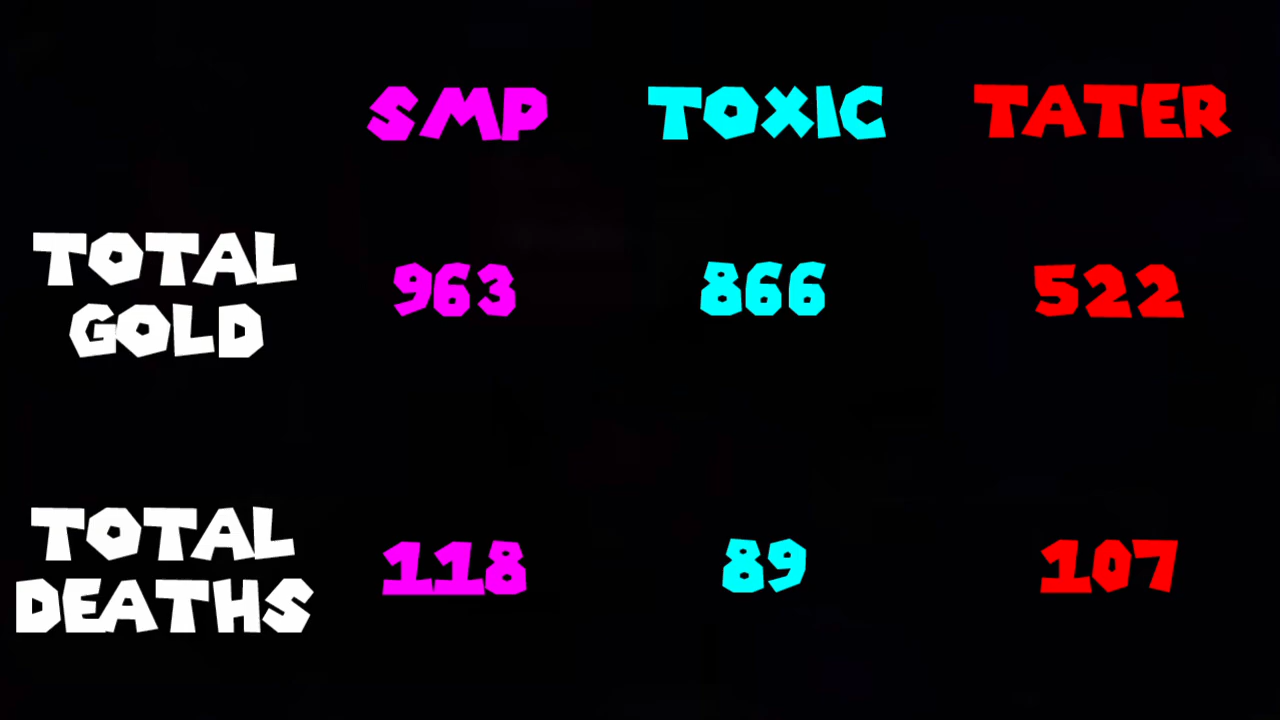 SMP TOXIC TATER
TOTAL
GOLD
963 866 522
TOTAL
DEATHS
118 89 107